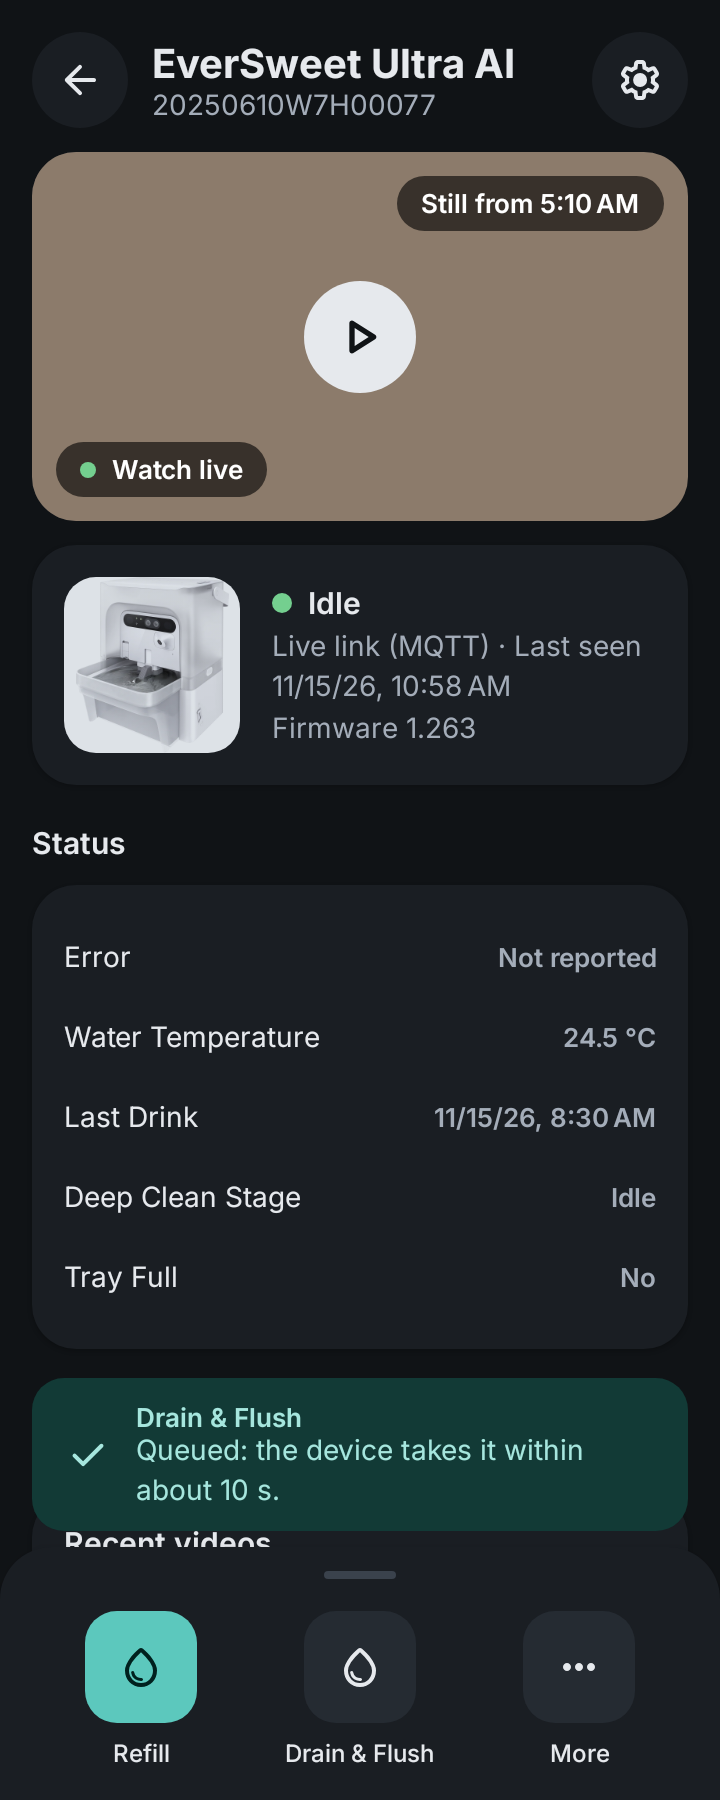 EverSweet Ultra AI
20250610W7H00077
Still from 5:10 AM
Watch live
Idle
Live link (MQTT) · Last seen
11/15/26, 10:58 AM
Firmware 1.263
Status
Error Not reported
Water Temperature 24.5 °C
Last Drink 11/15/26, 8:30 AM
Deep Clean Stage Idle
Tray Full No
Drain & Flush
Queued: the device takes it within
about 10 s.
Recent videos
Refill Drain & Flush More